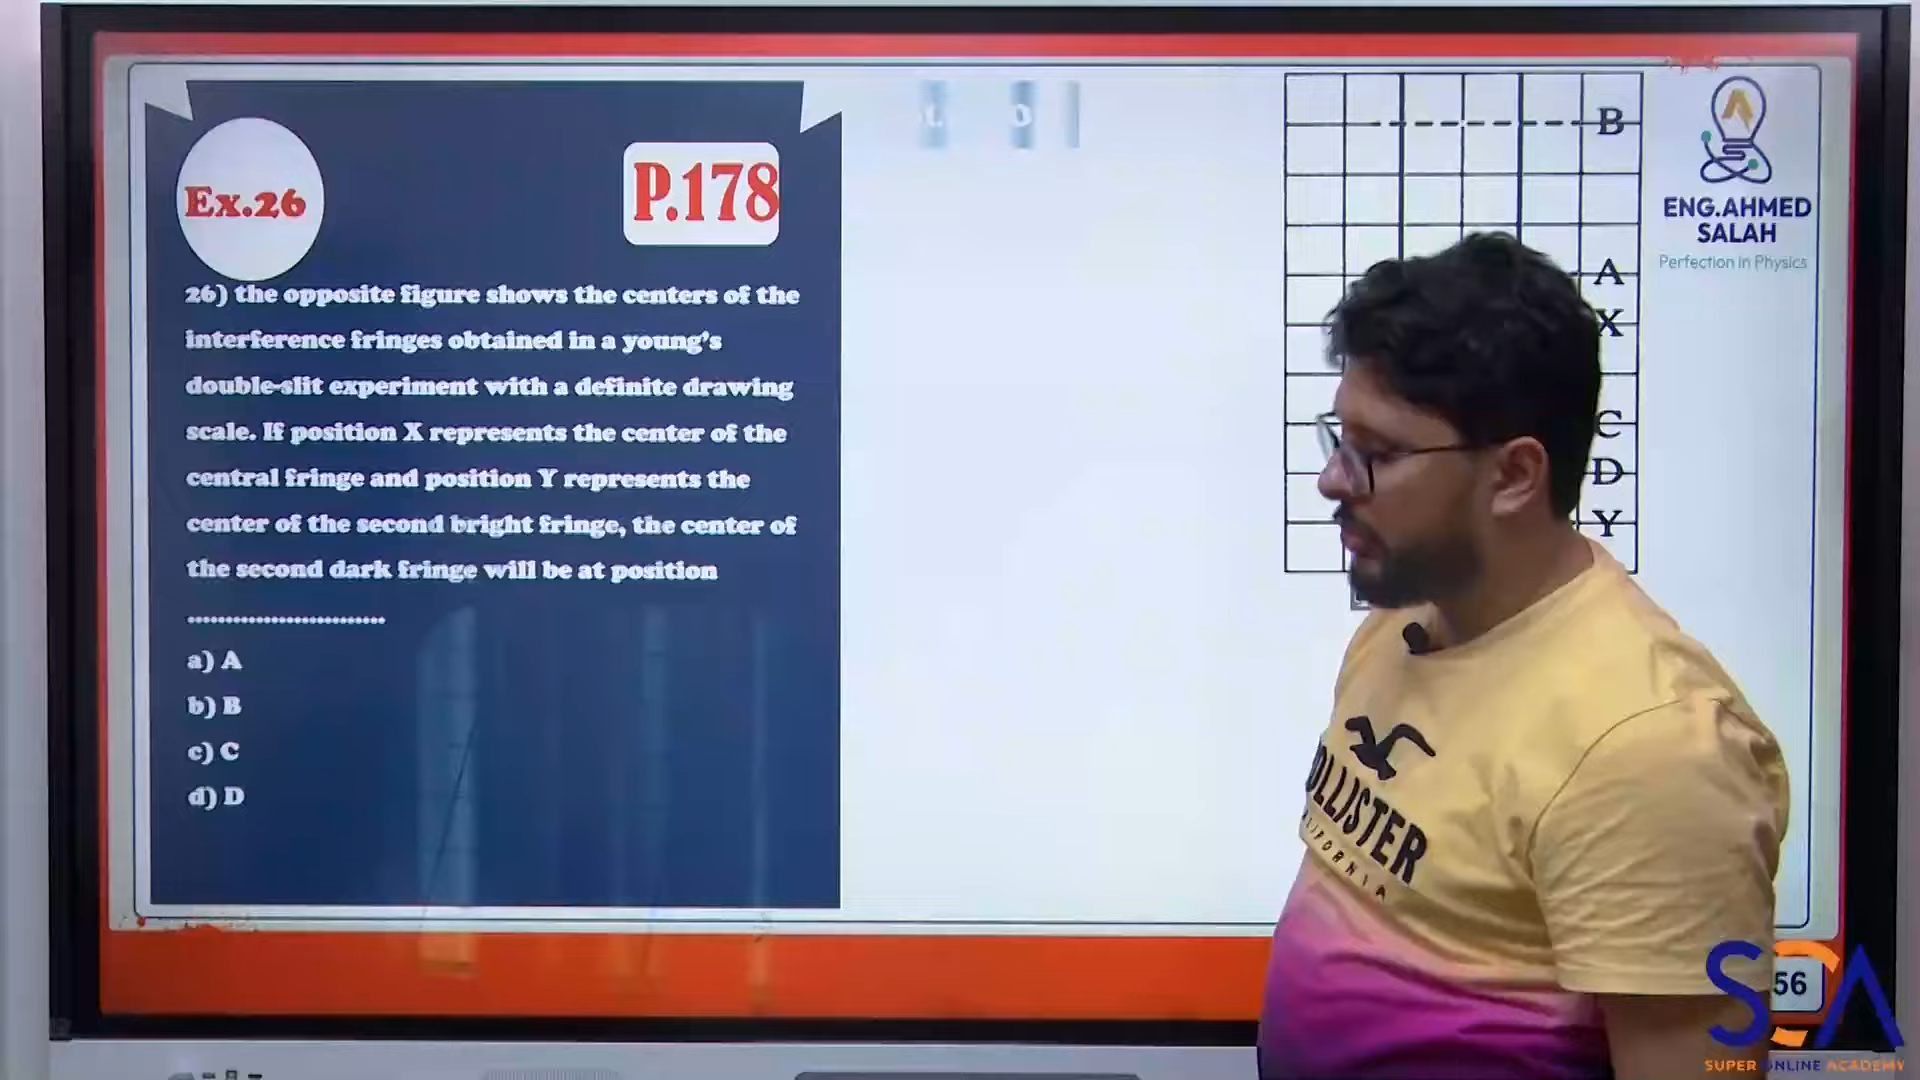 Ex.26
P.178
26) the opposite figure shows the centers of the
interference fringes obtained in a young's
double-slit experiment with a definite drawing
scale. If position X represents the center of the
central fringe and position Y represents the
center of the second bright fringe, the center of
the second dark fringe will be at position
..........................
a) A
b) B
c) C
d) D
B
A
X
C
D
Y
ENG.AHMED
SALAH
Perfection in Physics
OLLISTER
LIFORNIA
56
SOA
SUPER ONLINE ACADEMY